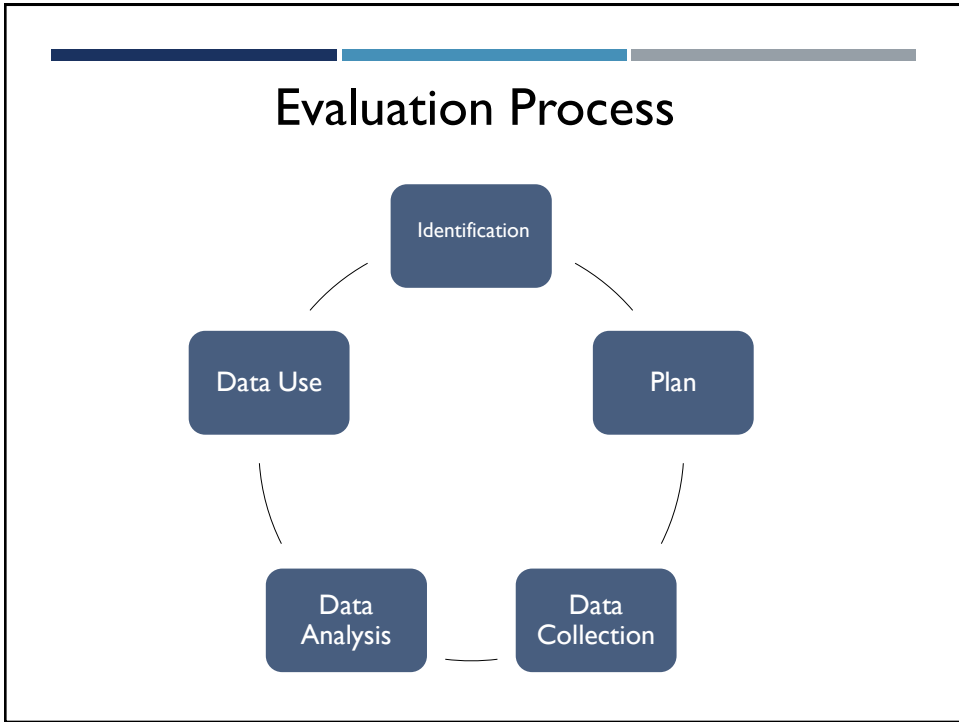 Evaluation Process
Identification
Plan
Data
Collection
Data
Analysis
Data Use